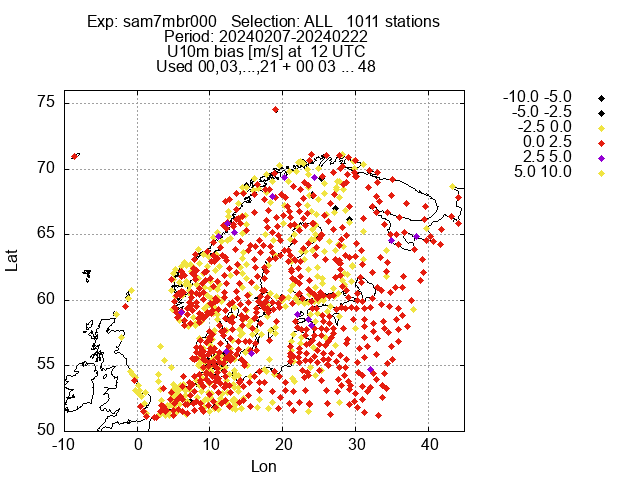 Exp: sam7mbr000   Selection: ALL   1011 stations
Period: 20240207-20240222
U10m bias [m/s] at  12 UTC
Used 00,03,...,21 + 00 03 ... 48
-10.0 -5.0
-5.0 -2.5
-2.5 0.0
0.0 2.5
2.5 5.0
5.0 10.0
75
70
65
60
55
50
Lat
-10 0 10 20 30 40
Lon